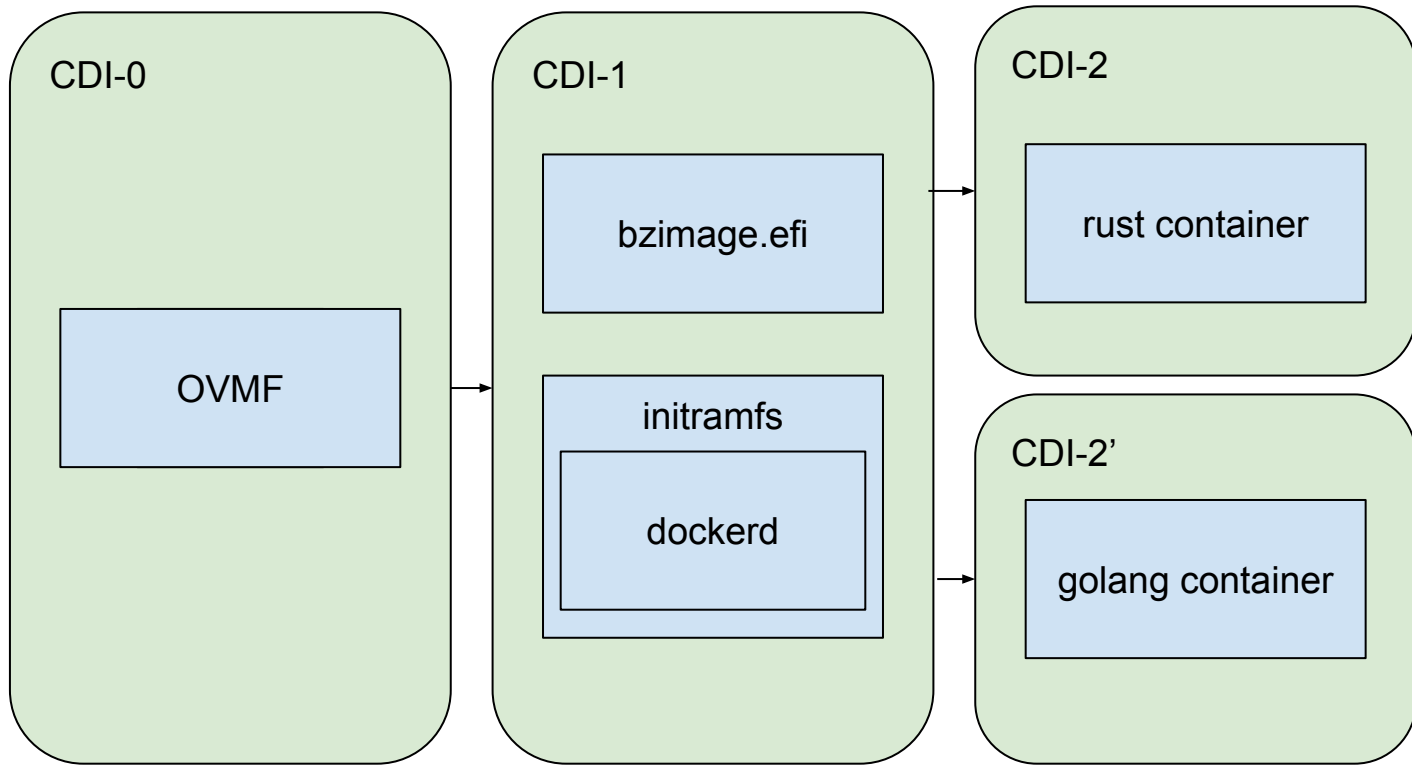 CDI-0
OVMF
CDI-1
bzimage.efi
initramfs
dockerd
CDI-2
rust container
CDI-2’
golang container